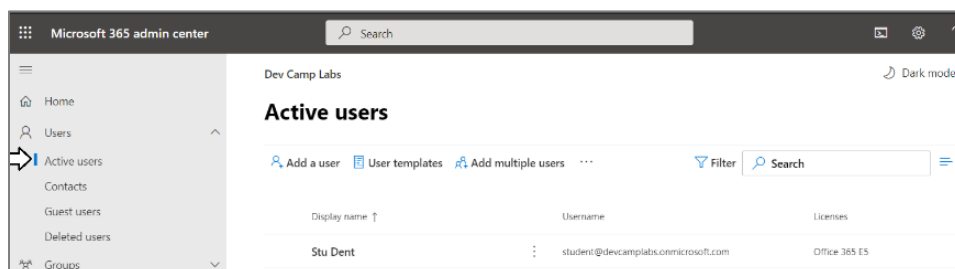 Microsoft 365 admin center
Search
Dev Camp Labs
Dark mode
Home
Active users
Users
Active users
Add a user
User templates
Add multiple users
Filter
Search
Contacts
Guest users
Display name ↑
Username
Licenses
Deleted users
Stu Dent
student@devcamplabs.onmicrosoft.com
Office 365 E5
Groups